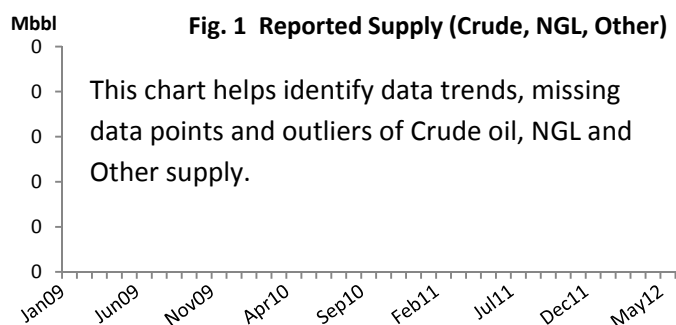 Mbbl
Fig. 1 Reported Supply (Crude, NGL, Other)
0
0
0
0
0
0
This chart helps identify data trends, missing
data points and outliers of Crude oil, NGL and
Other supply.
Jan09
Jun09
Nov09
Apr10
Sep10
Feb11
Jul11
Dec11
May12